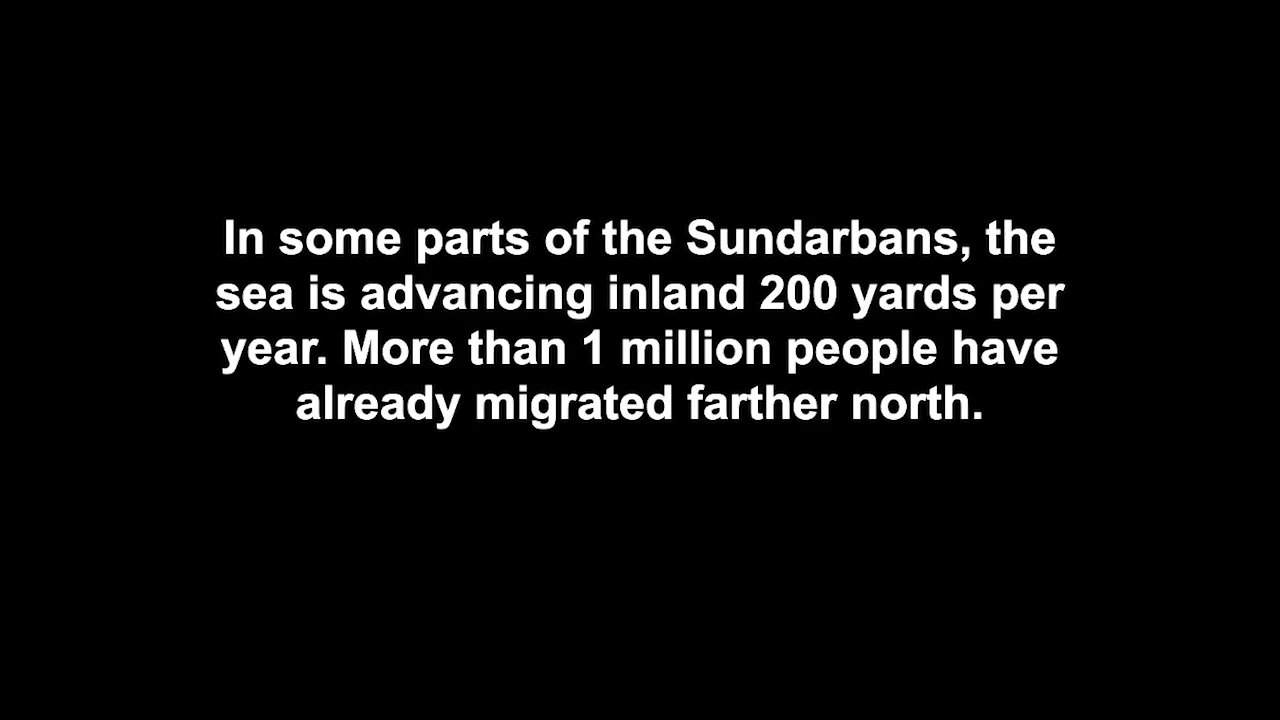 In some parts of the Sundarbans, the
sea is advancing inland 200 yards per
year. More than 1 million people have
already migrated farther north.